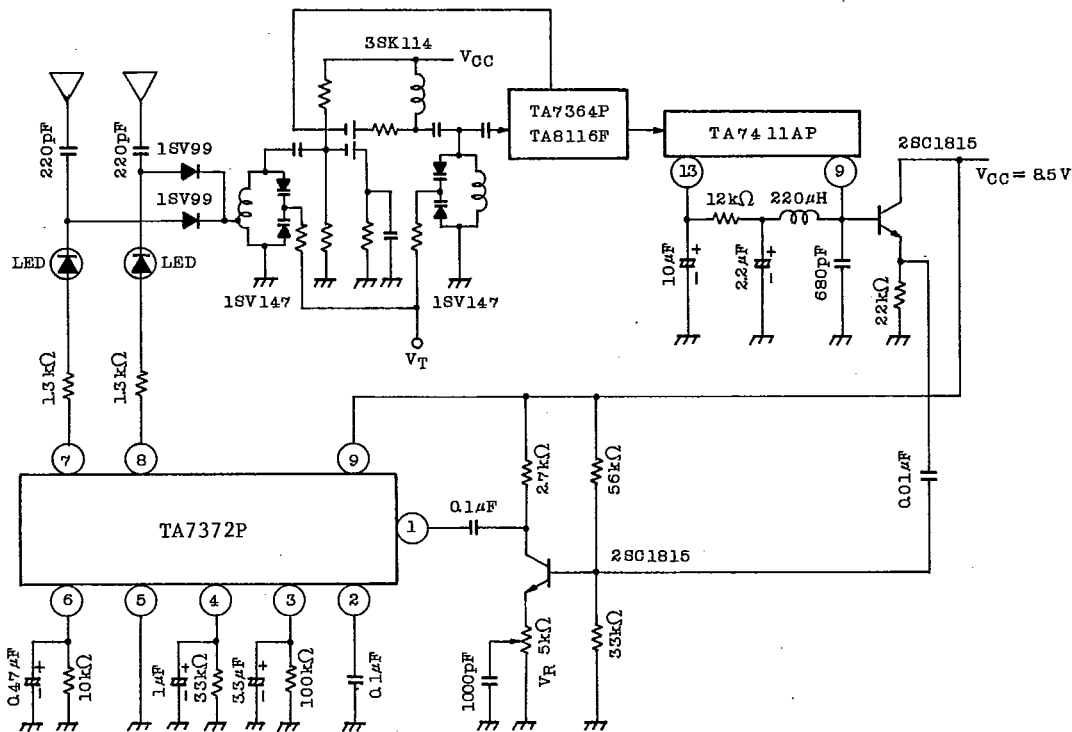 3SK114
VCC
TA7364P
TA8116F
TA7411AP
2SC1815
VCC = 8.5V
220pF
220pF
1SV99
1SV99
LED
LED
1SV147
1SV147
VT
13
9
12kΩ
220μH
10μF
+
−
2.2μF
+
−
680pF
22kΩ
1.3kΩ
1.3kΩ
7
8
9
2.7kΩ
56kΩ
0.01μF
TA7372P
1
0.1μF
2SC1815
6
5
4
3
2
0.47μF
+
−
10kΩ
1μF
+
−
33kΩ
3.3μF
+
−
100kΩ
0.1μF
1000pF
VR
5kΩ
33kΩ